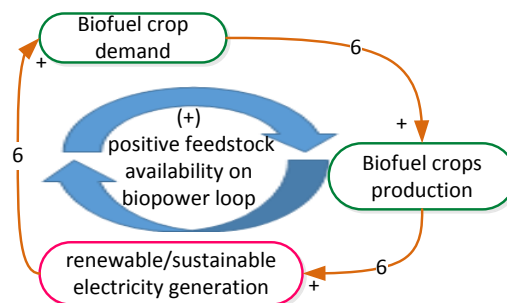 Biofuel crop
demand
6
+
+
(+)
positive feedstock
availability on
biopower loop
6
Biofuel crops
production
renewable/sustainable
electricity generation
6
+